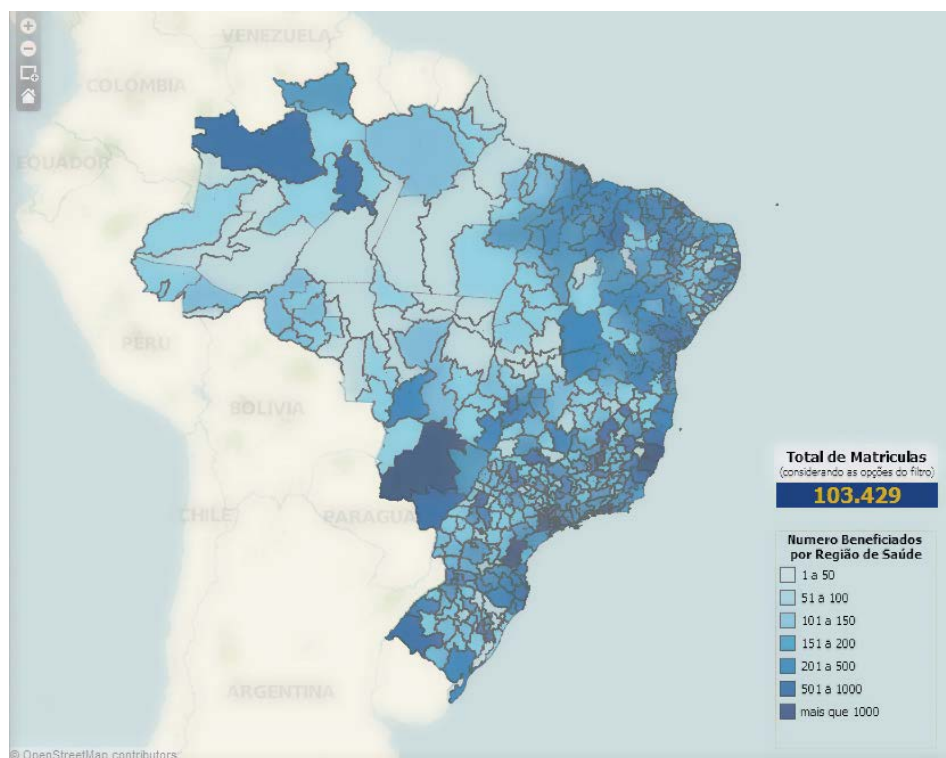 VENEZUELA
COLOMBIA
EQUADOR
PERU
BOLIVIA
CHILE
PARAGUA
ARGENTINA
Total de Matriculas
(considerando as opções do filtro)
103.429
Numero Beneficiados
por Região de Saúde
1 a 50
51 a 100
101 a 150
151 a 200
201 a 500
501 a 1000
mais que 1000
© OpenStreetMap contributors